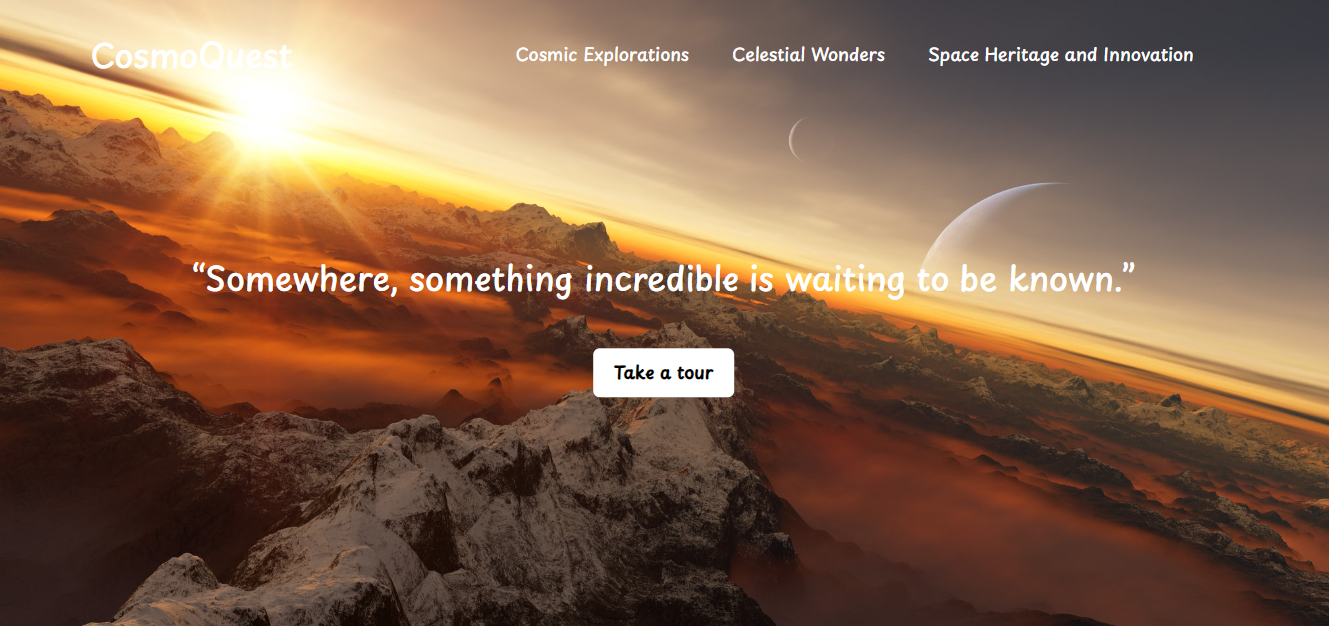 CosmoQuest
Cosmic Explorations
Celestial Wonders
Space Heritage and Innovation
“Somewhere, something incredible is waiting to be known.”
Take a tour